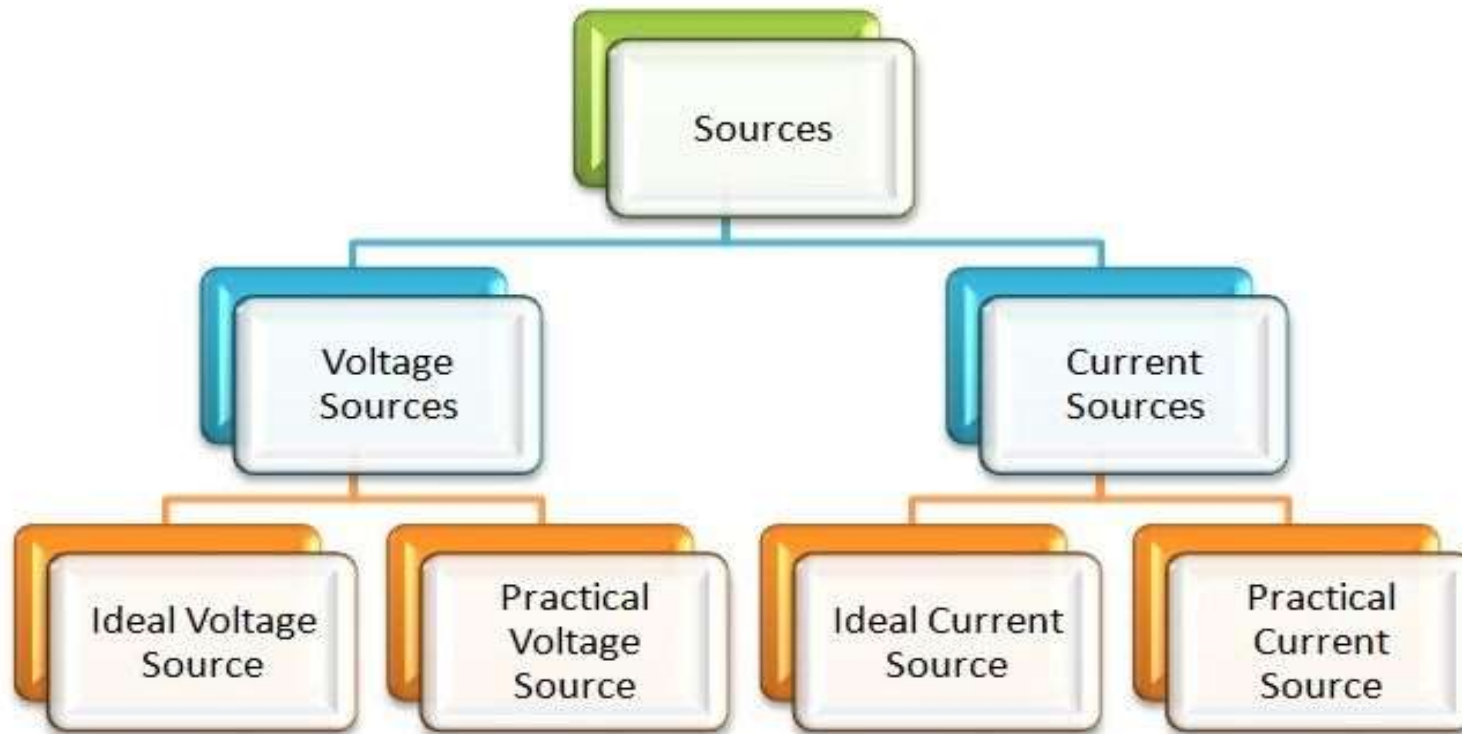 Sources
Voltage
Sources
Current
Sources
Ideal Voltage
Source
Practical
Voltage
Source
Ideal Current
Source
Practical
Current
Source